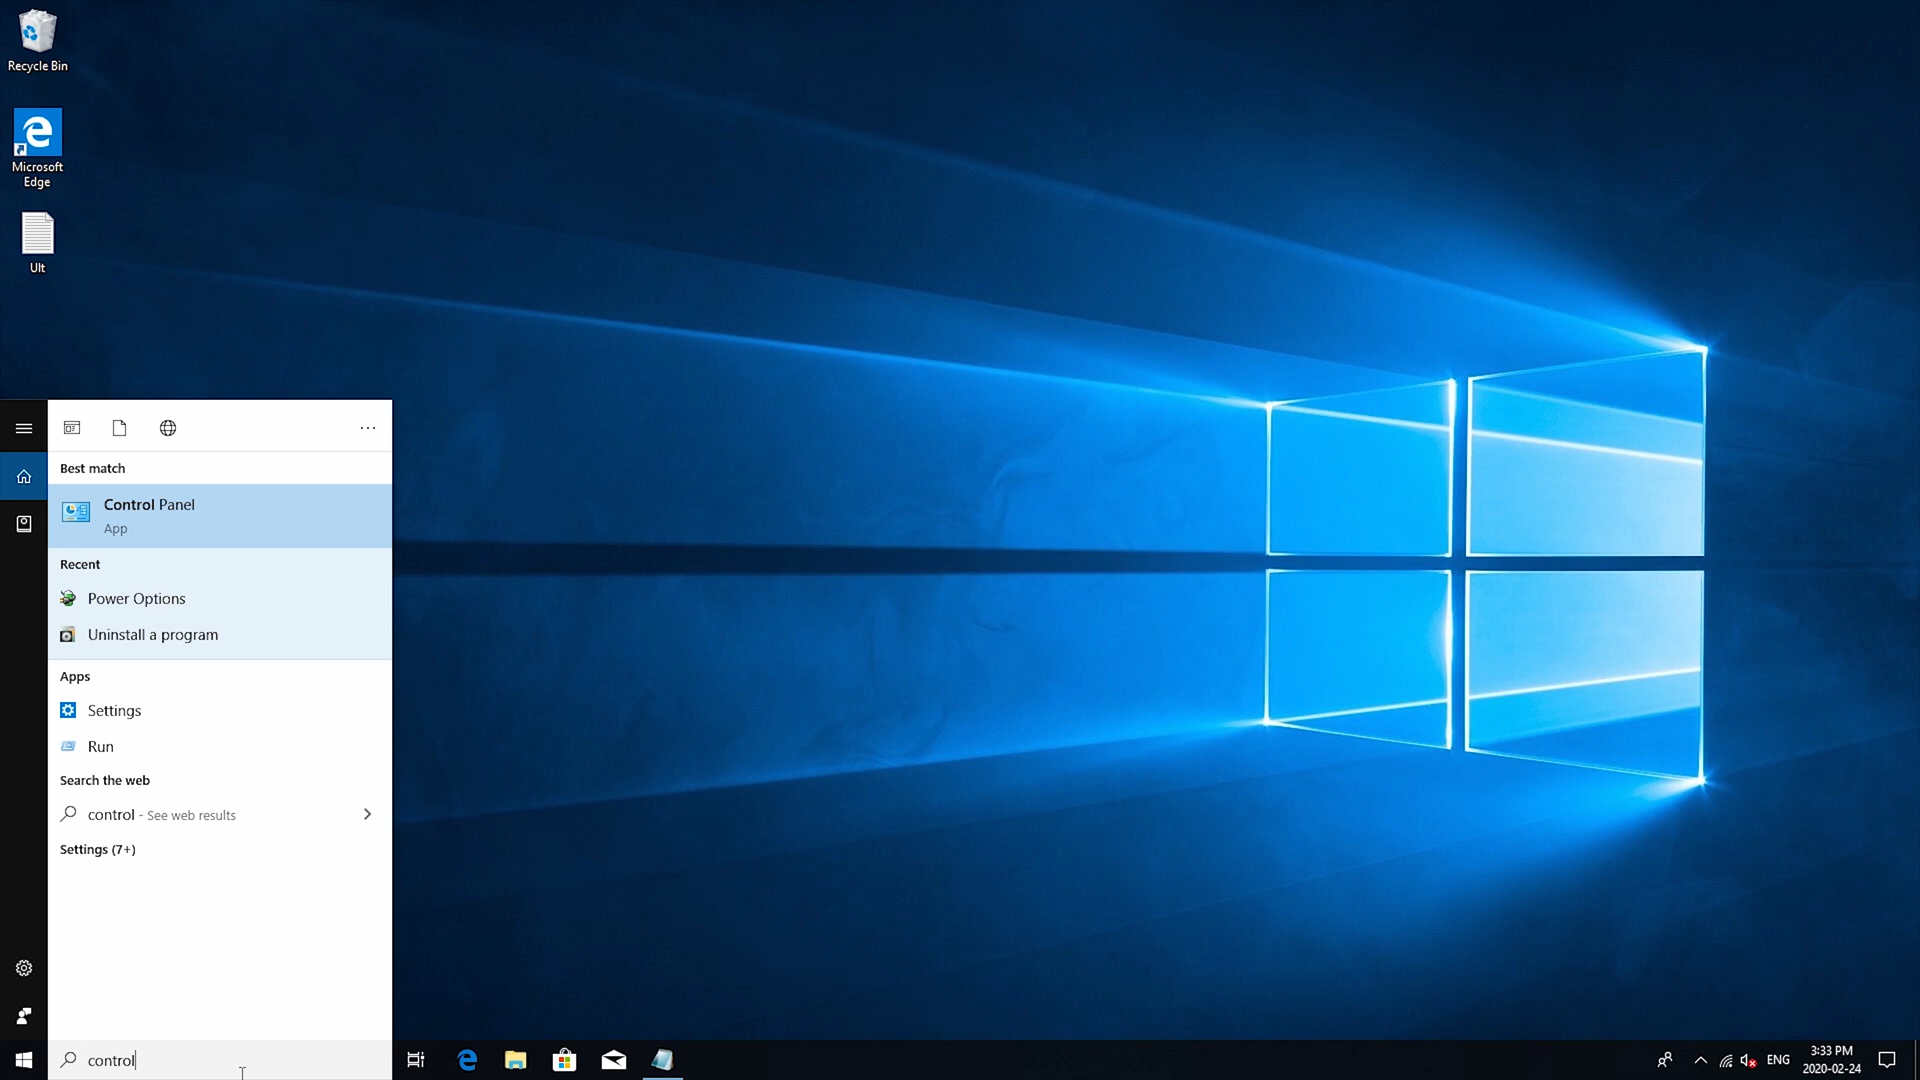 Recycle Bin
Microsoft
Edge
Ult
Best match
Control Panel
App
Recent
Power Options
Uninstall a program
Apps
Settings
Run
Search the web
control - See web results
Settings (7+)
control
ENG
3:33 PM
2020-02-24